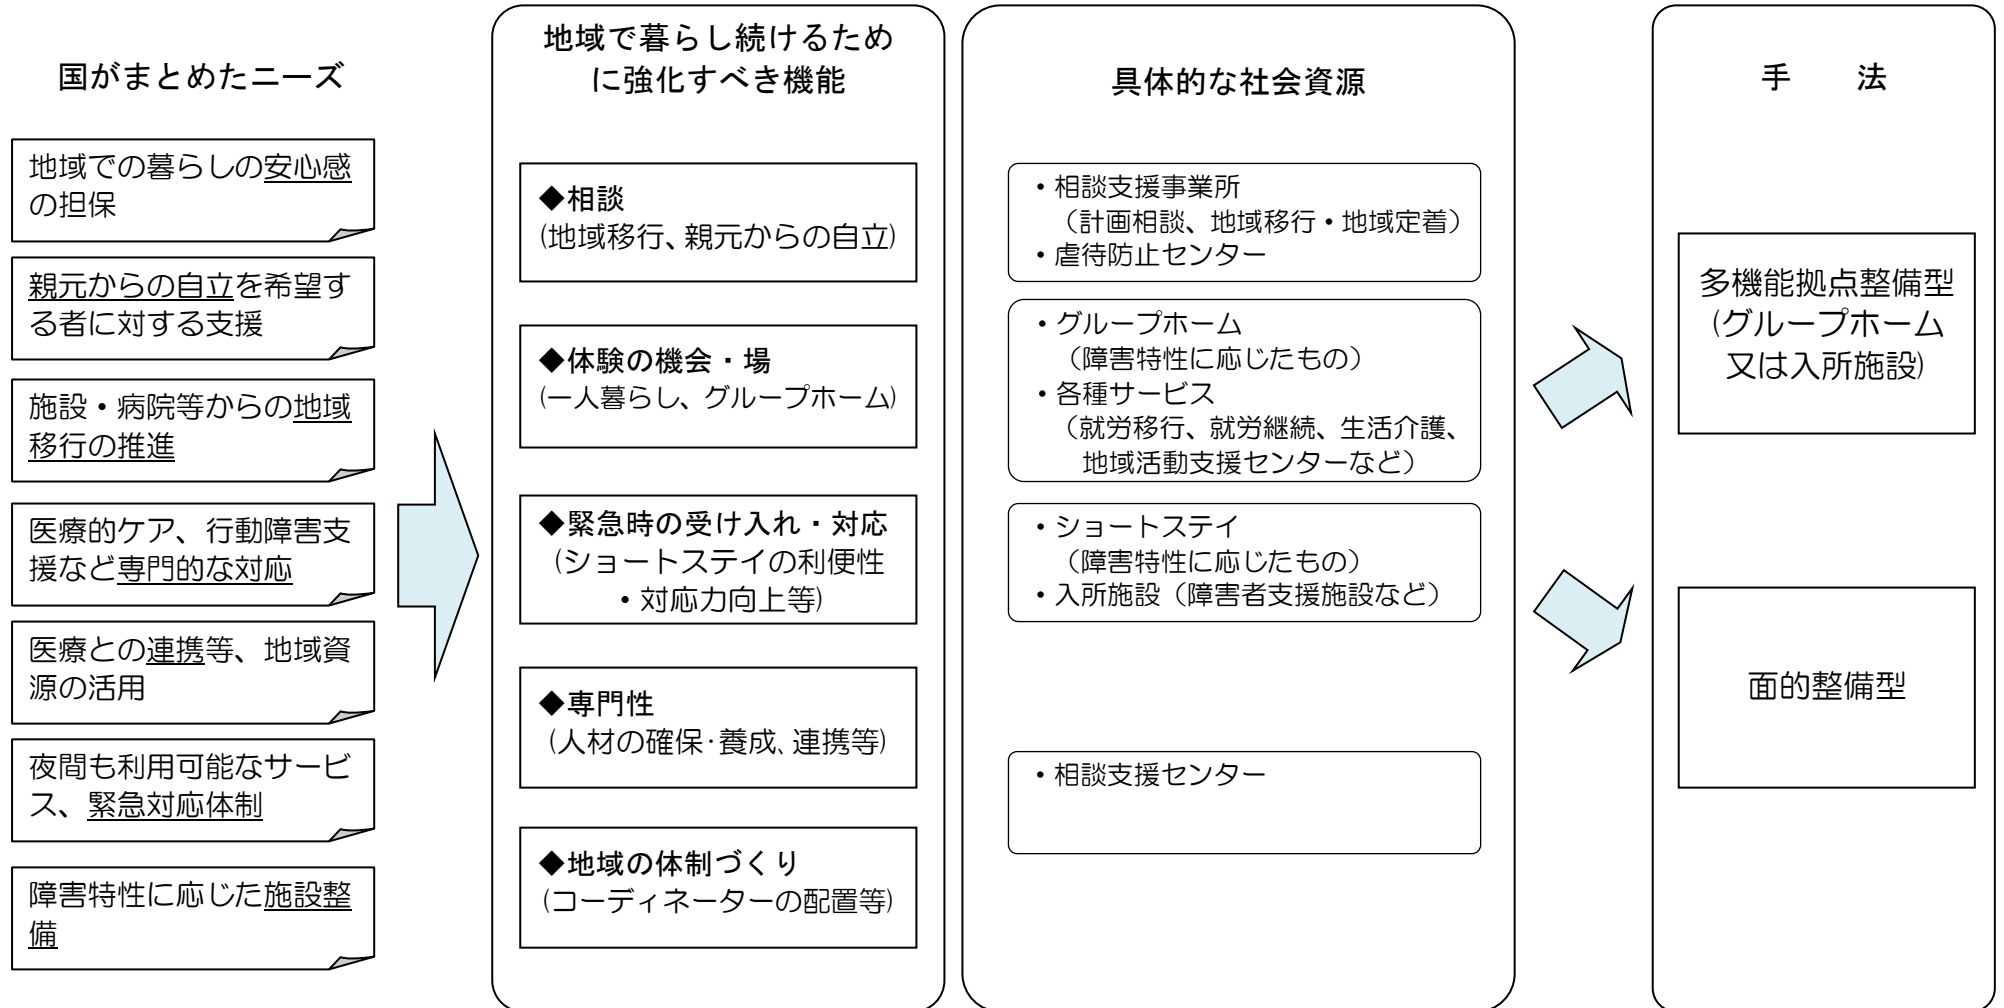 国がまとめたニーズ
地域での暮らしの安心感
の担保
親元からの自立を希望す
る者に対する支援
施設・病院等からの地域
移行の推進
医療的ケア、行動障害支
援など専門的な対応
医療との連携等、地域資
源の活用
夜間も利用可能なサービ
ス、緊急対応体制
障害特性に応じた施設整
備
地域で暮らし続けるため
に強化すべき機能
◆相談
(地域移行、親元からの自立)
◆体験の機会・場
(一人暮らし、グループホーム)
◆緊急時の受け入れ・対応
(ショートステイの利便性
・対応力向上等)
◆専門性
(人材の確保・養成、連携等)
◆地域の体制づくり
(コーディネーターの配置等)
具体的な社会資源
・相談支援事業所
（計画相談、地域移行・地域定着）
・虐待防止センター
・グループホーム
（障害特性に応じたもの）
・各種サービス
（就労移行、就労継続、生活介護、
地域活動支援センターなど）
・ショートステイ
（障害特性に応じたもの）
・入所施設（障害者支援施設など）
・相談支援センター
手　　法
多機能拠点整備型
(グループホーム
又は入所施設)
面的整備型